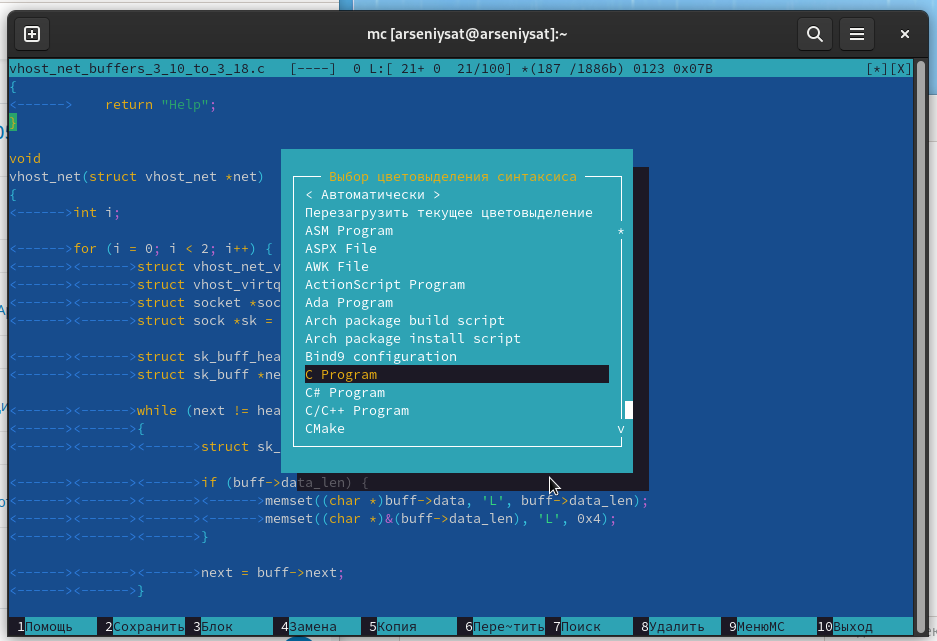 mc [arseniysat@arseniysat]:~
vhost_net_buffers_3_10_to_3_18.c   [----]  0 L:[ 21+ 0  21/100] *(187 /1886b) 0123 0x07B   [*][X]
{
<------>    return "Help";
}
void
vhost_net(struct vhost_net *net)
{
<------>int i;
<------>for (i = 0; i < 2; i++) {
<------><------>struct vhost_net_v
<------><------>struct vhost_virtq
<------><------>struct socket *soc
<------><------>struct sock *sk =
<------><------>struct sk_buff_hea
<------><------>struct sk_buff *ne
<------><------>while (next != hea
<------><------>{
<------><------><------>struct sk_
<------><------><------>if (buff->data_len) {
<------><------><------><------>memset((char *)buff->data, 'L', buff->data_len);
<------><------><------><------>memset((char *)&(buff->data_len), 'L', 0x4);
<------><------><------>}
<------><------><------>next = buff->next;
<------><------>}
Выбор цветовыделения синтаксиса
< Автоматически >
Перезагрузить текущее цветовыделение
ASM Program
*
ASPX File
AWK File
ActionScript Program
Ada Program
Arch package build script
Arch package install script
Bind9 configuration
C Program
C# Program
C/C++ Program
CMake
v
1Помощь 2Сохранить 3Блок 4Замена 5Копия 6Пере~тить 7Поиск 8Удалить 9МенюMC 10Выход